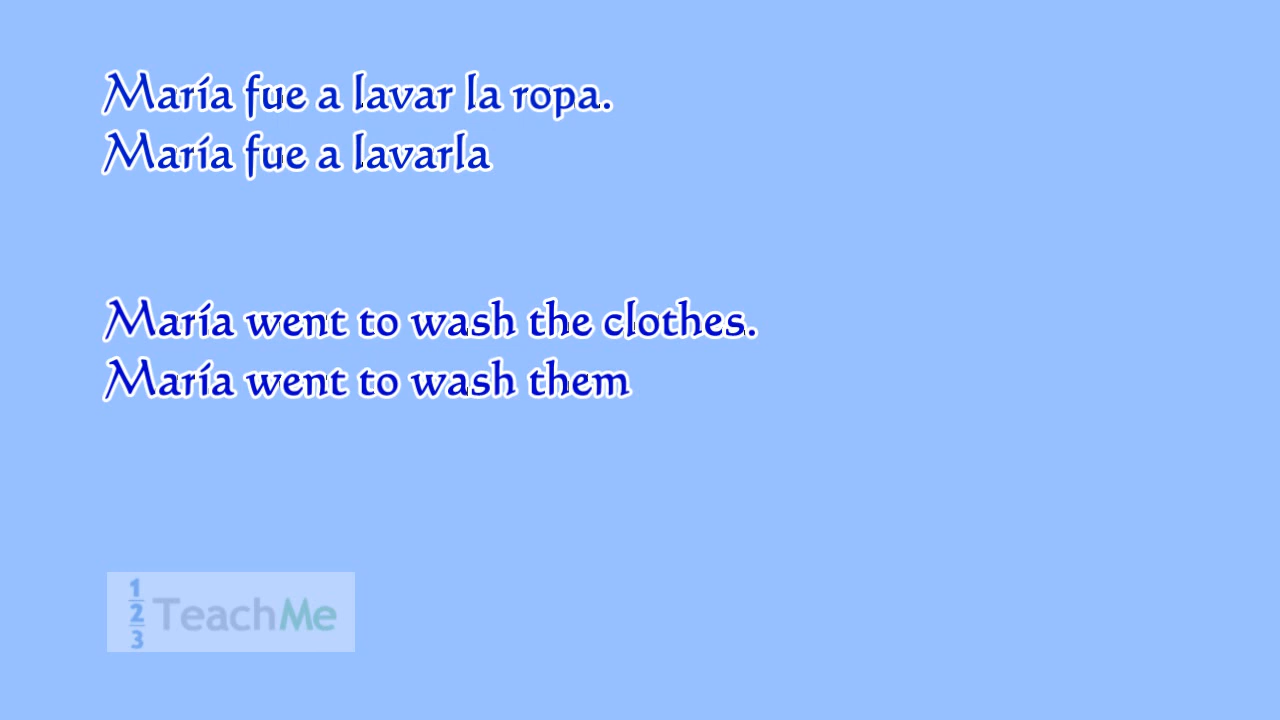 María fue a lavar la ropa.
María fue a lavarla
María went to wash the clothes.
María went to wash them
1
2 TeachMe
3